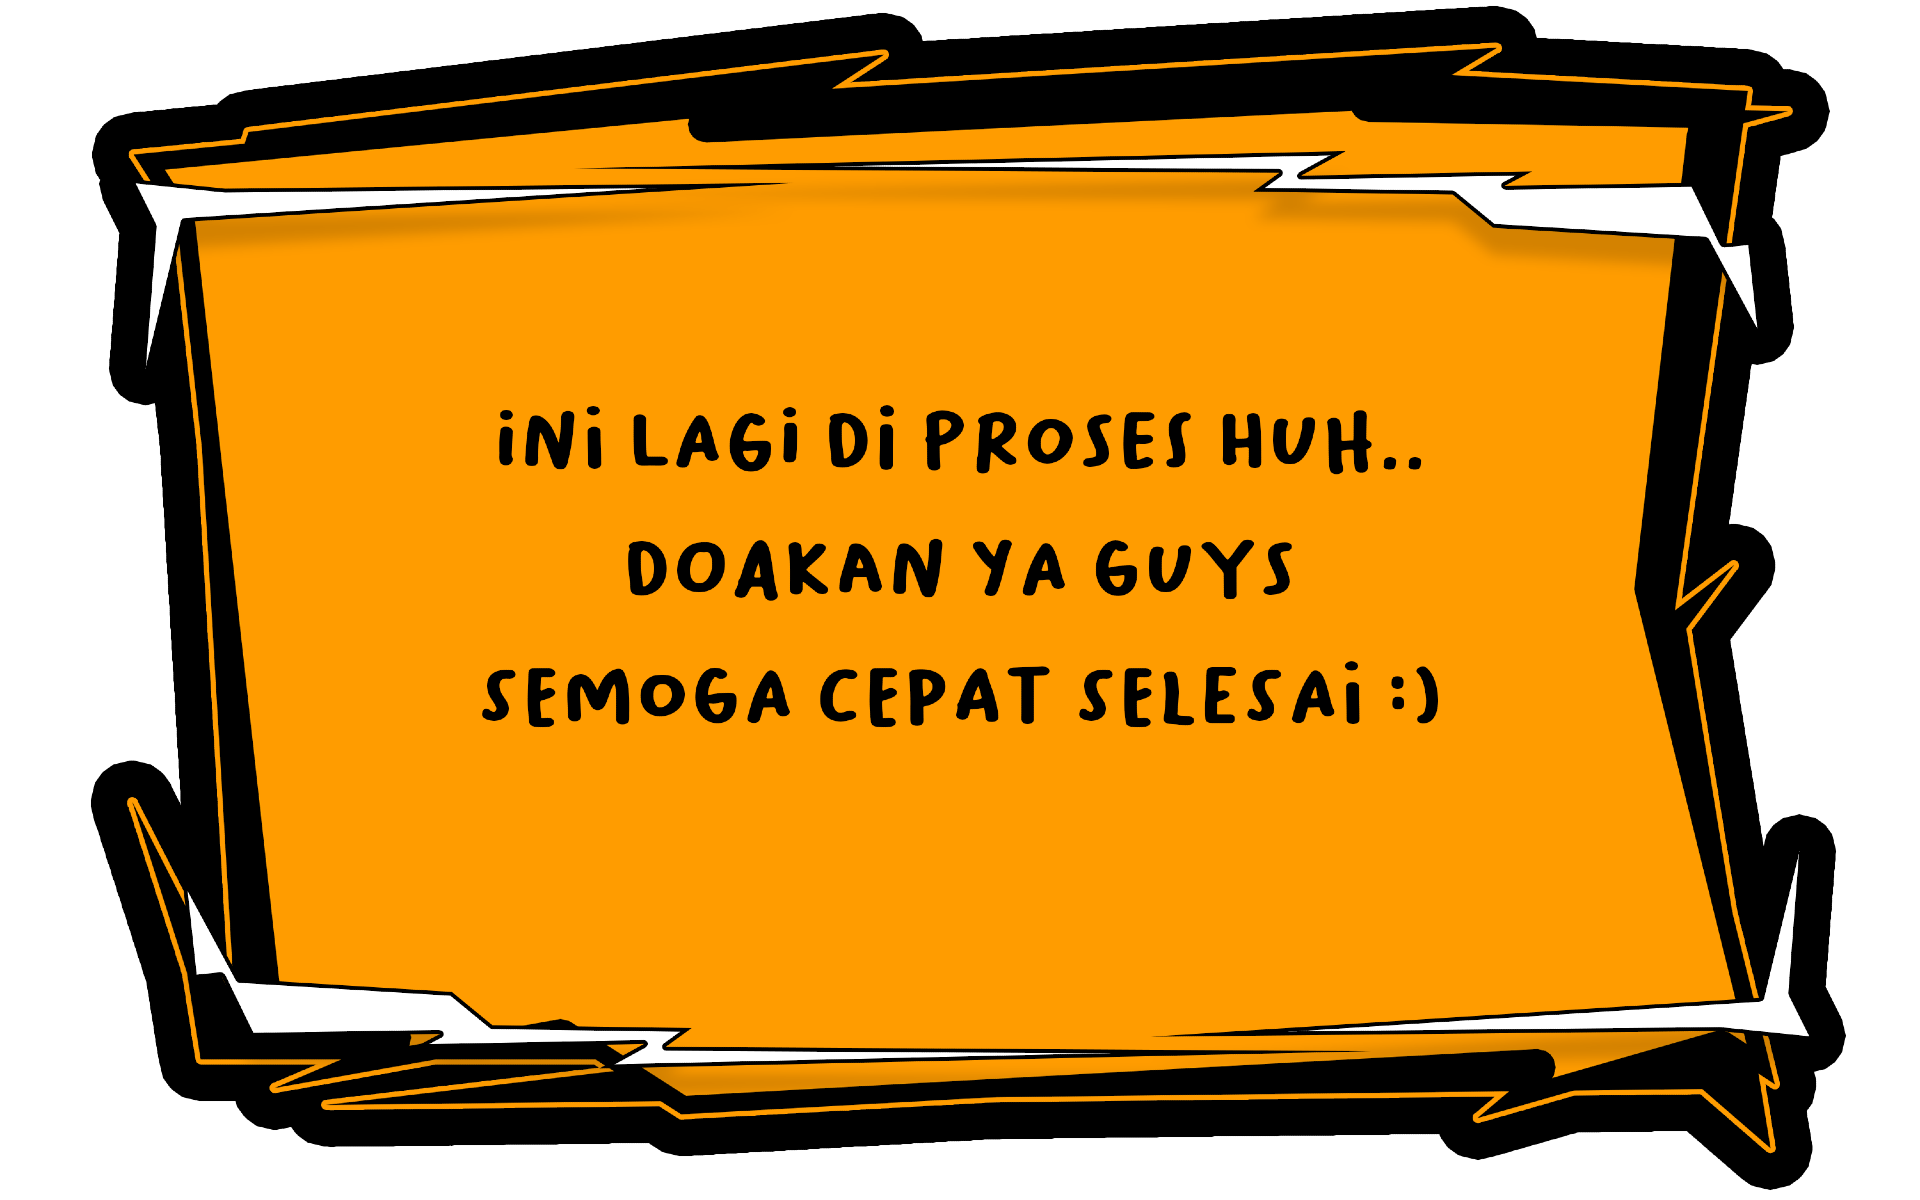 iNi LAGi Di PROSES HUH..
DOAKAN YA GUYS
SEMOGA CEPAT SELESAi :)